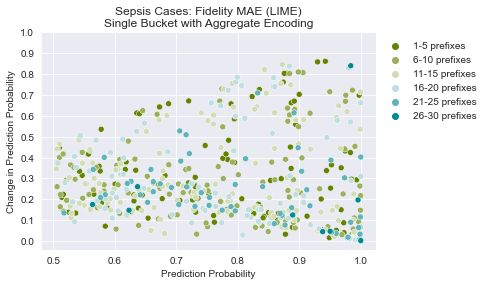 Sepsis Cases: Fidelity MAE (LIME)
Single Bucket with Aggregate Encoding
Change in Prediction Probability
1.0
0.9
0.8
0.7
0.6
0.5
0.4
0.3
0.2
0.1
0.0
0.5 0.6 0.7 0.8 0.9 1.0
Prediction Probability
1-5 prefixes
6-10 prefixes
11-15 prefixes
16-20 prefixes
21-25 prefixes
26-30 prefixes